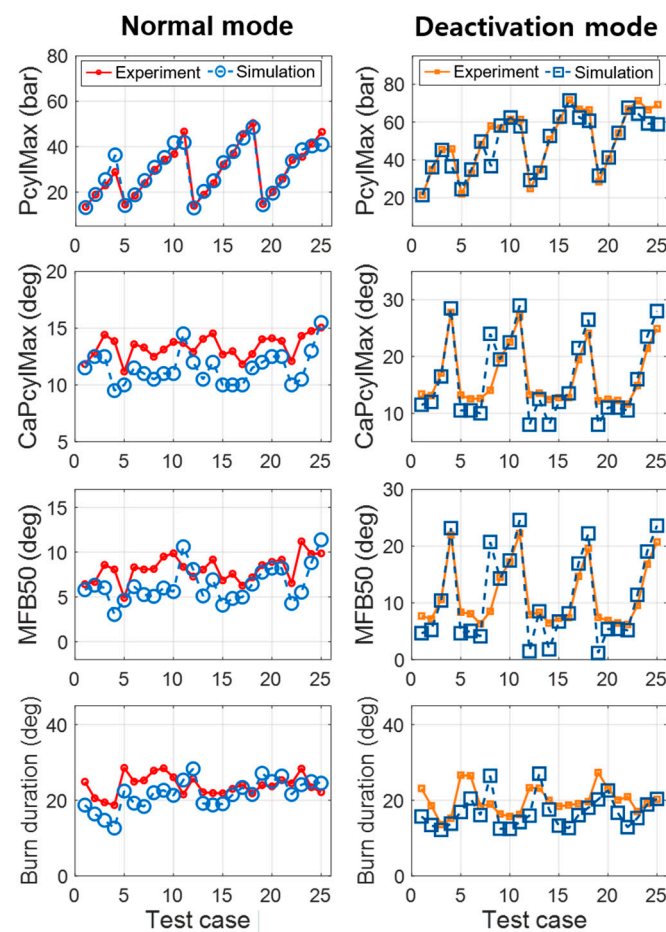 Normal mode
Deactivation mode
PcylMax (bar)
80
60
40
20
Experiment
Simulation
0 5 10 15 20 25
PcylMax (bar)
80
60
40
20
Experiment
Simulation
0 5 10 15 20 25
CaPcylMax (deg)
20
15
10
5
0 5 10 15 20 25
CaPcylMax (deg)
30
20
10
0 5 10 15 20 25
MFB50 (deg)
15
10
5
0
0 5 10 15 20 25
MFB50 (deg)
30
20
10
0
0 5 10 15 20 25
Burn duration (deg)
40
20
0
0 5 10 15 20 25
Test case
Burn duration (deg)
40
20
0
0 5 10 15 20 25
Test case